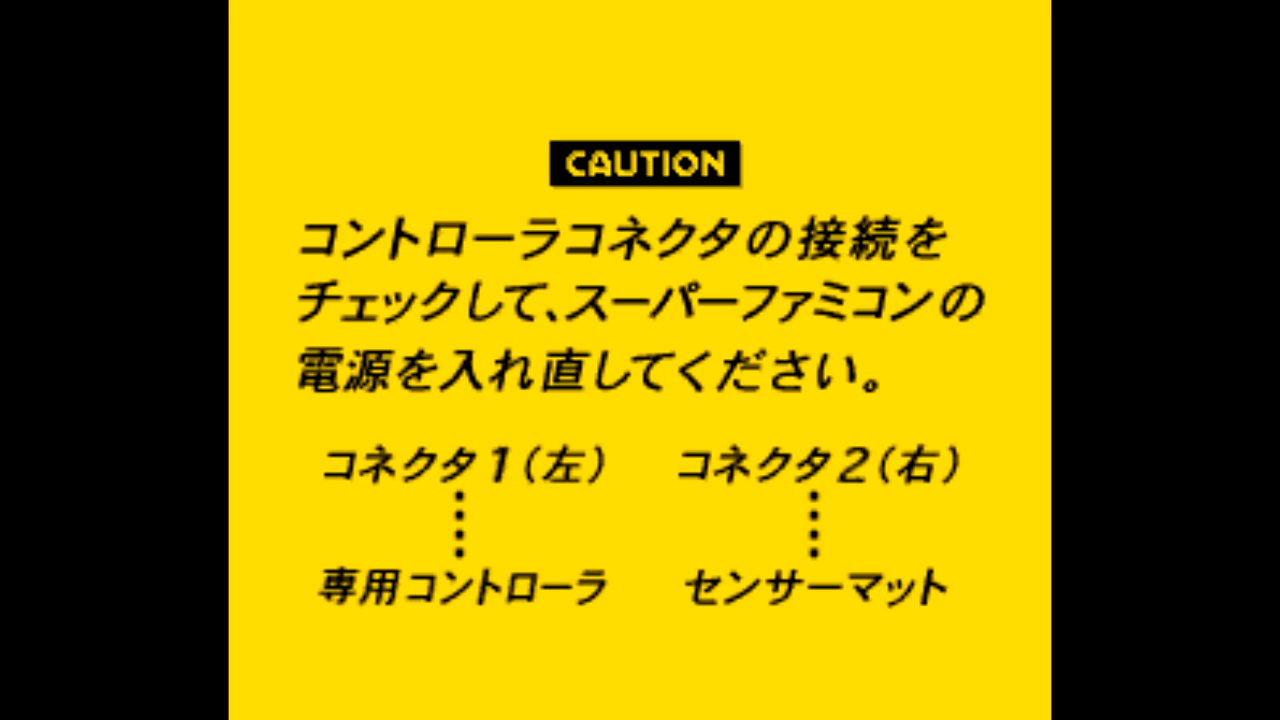 CAUTION
コントローラコネクタの接続を
チェックして、スーパーファミコンの
電源を入れ直してください。
コネクタ1(左) コネクタ2(右)
専用コントローラ センサーマット